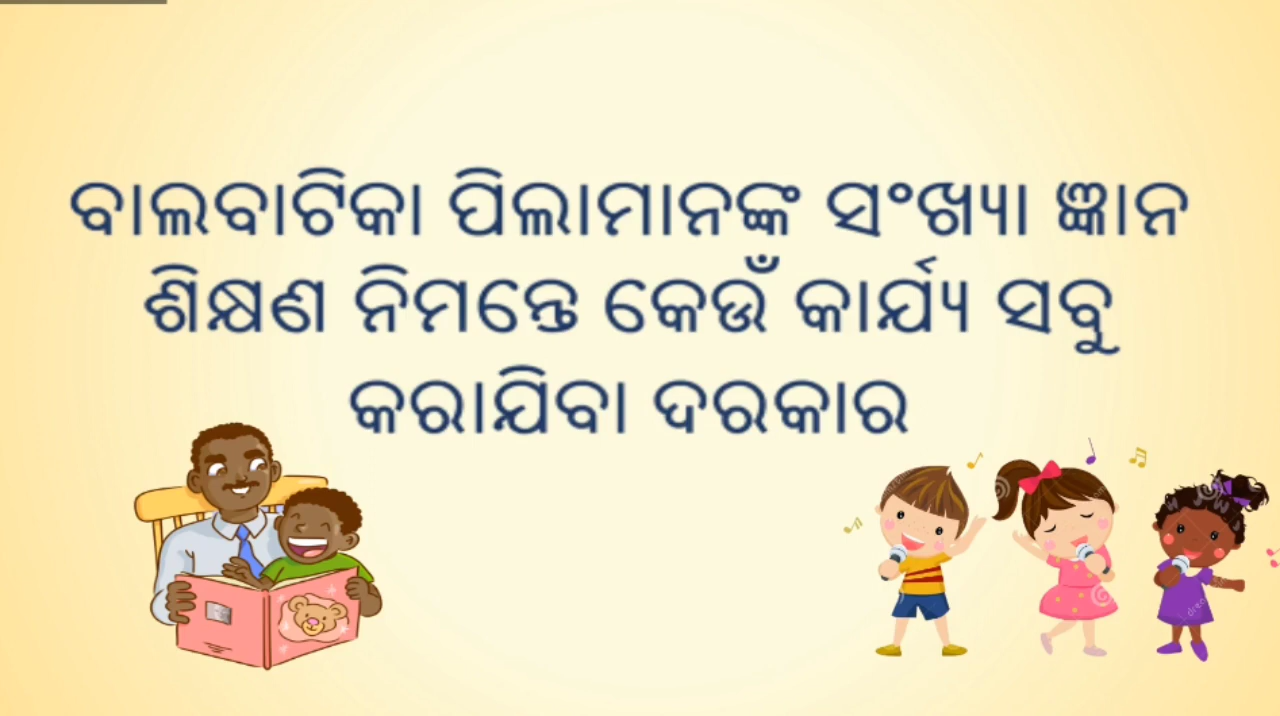 ବାଲବାଟିକା ପିଲାମାନଙ୍କ ସଂଖ୍ୟା ଜ୍ଞାନ
ଶିକ୍ଷଣ ନିମନ୍ତେ କେଉଁ କାର୍ଯ୍ୟ ସବୁ
କରାଯିବା ଦରକାର